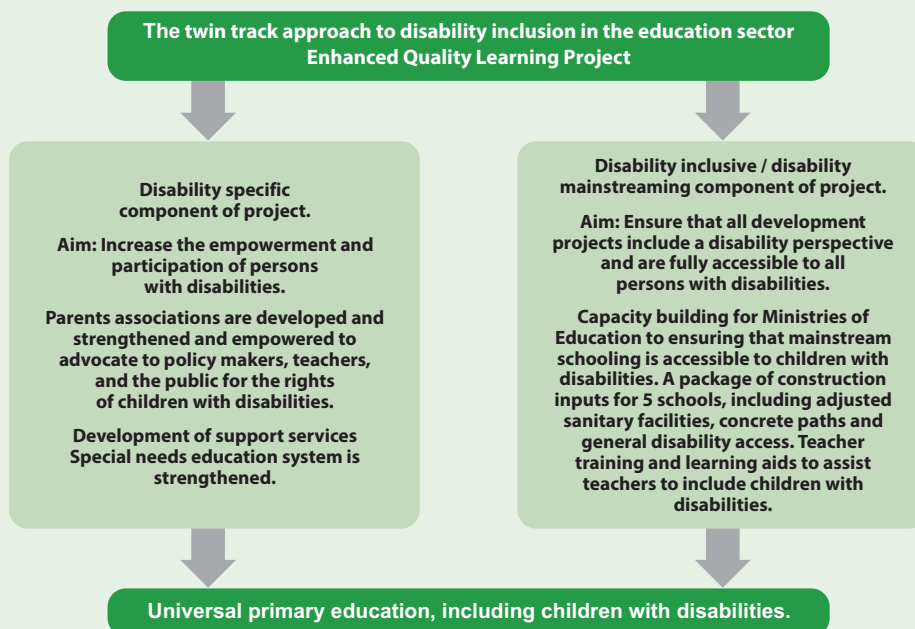 The twin track approach to disability inclusion in the education sector
Enhanced Quality Learning Project
Disability specific
component of project.
Aim: Increase the empowerment and
participation of persons
with disabilities.
Parents associations are developed and
strengthened and empowered to
advocate to policy makers, teachers,
and the public for the rights
of children with disabilities.
Development of support services
Special needs education system is
strengthened.
Disability inclusive / disability
mainstreaming component of project.
Aim: Ensure that all development
projects include a disability perspective
and are fully accessible to all
persons with disabilities.
Capacity building for Ministries of
Education to ensuring that mainstream
schooling is accessible to children with
disabilities. A package of construction
inputs for 5 schools, including adjusted
sanitary facilities, concrete paths and
general disability access. Teacher
training and learning aids to assist
teachers to include children with
disabilities.
Universal primary education, including children with disabilities.